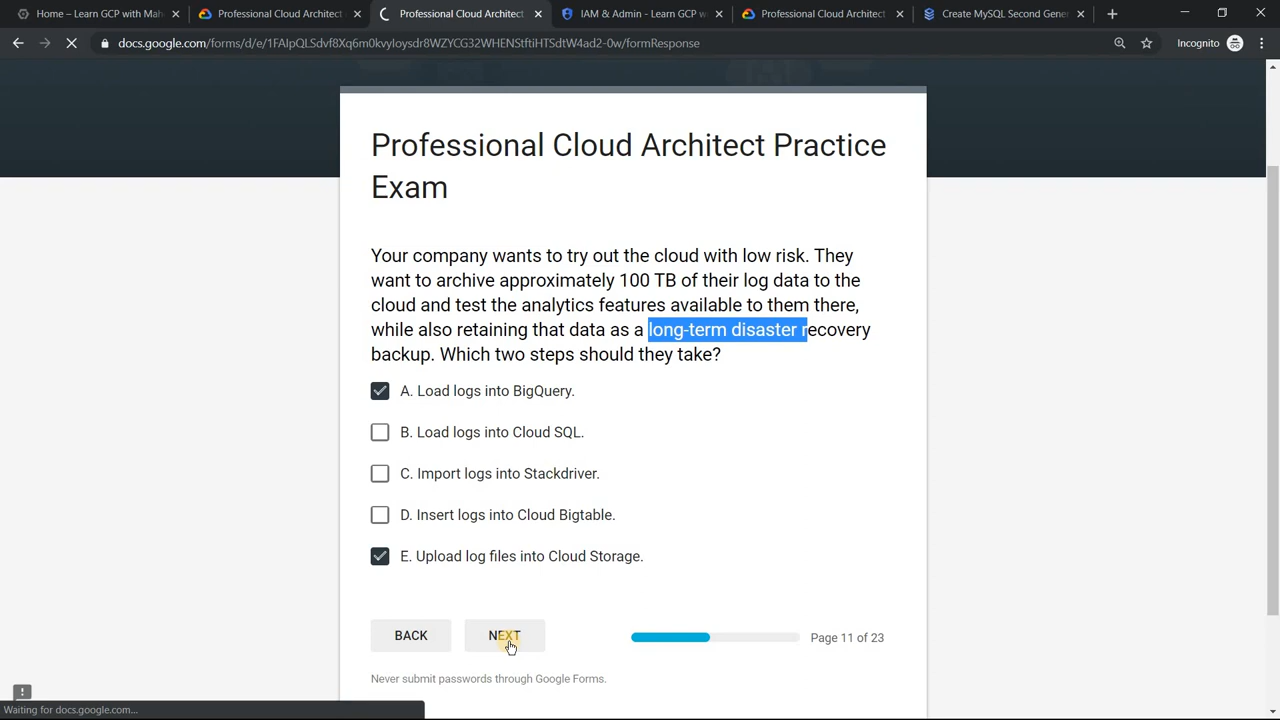 Home – Learn GCP with Mah
Professional Cloud Architect
Professional Cloud Architect
IAM & Admin - Learn GCP w
Professional Cloud Architect
Create MySQL Second Gene
docs.google.com/forms/d/e/1FAIpQLSdvf8Xq6m0kvyloysdr8WZYCG32WHENStftiHTSdtW4ad2-0w/formResponse
Incognito
Professional Cloud Architect Practice
Exam
Your company wants to try out the cloud with low risk. They
want to archive approximately 100 TB of their log data to the
cloud and test the analytics features available to them there,
while also retaining that data as a long-term disaster recovery
backup. Which two steps should they take?
A. Load logs into BigQuery.
B. Load logs into Cloud SQL.
C. Import logs into Stackdriver.
D. Insert logs into Cloud Bigtable.
E. Upload log files into Cloud Storage.
BACK
NEXT
Page 11 of 23
Never submit passwords through Google Forms.
Waiting for docs.google.com...